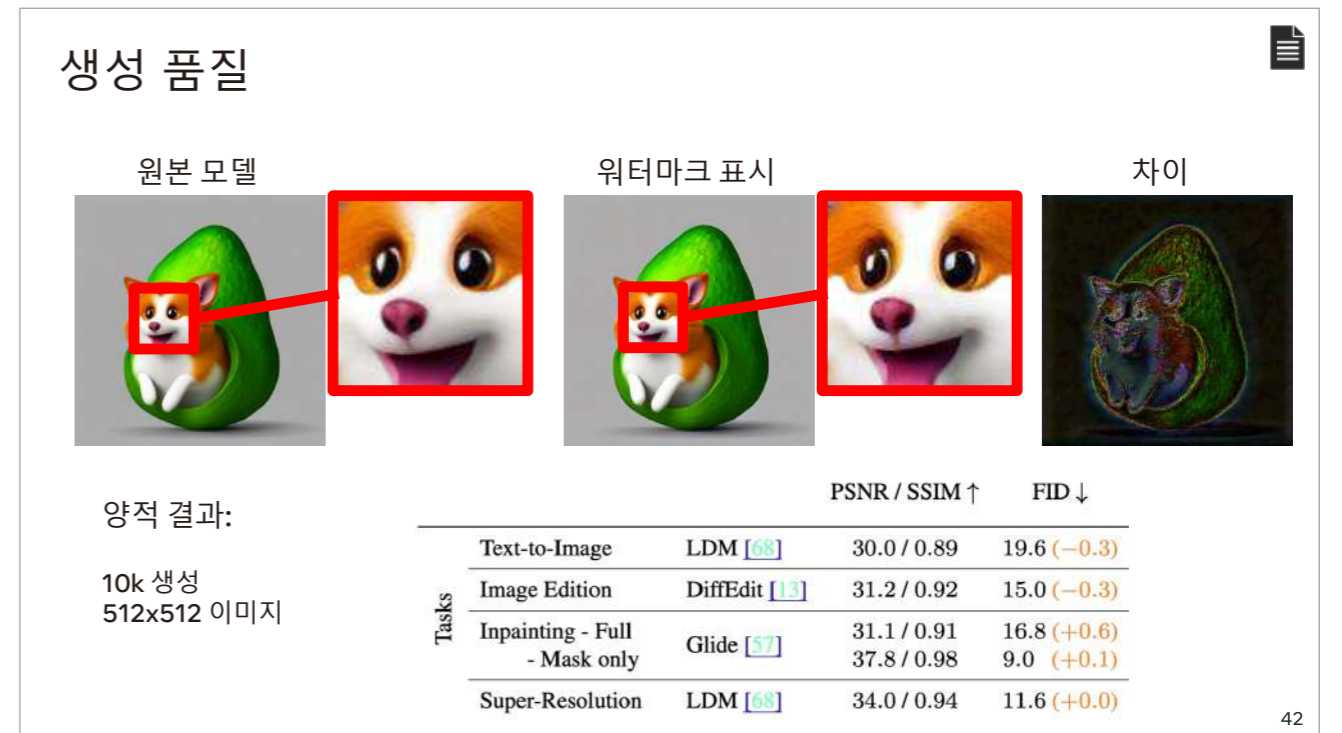 생성 품질
원본 모델
워터마크 표시
차이
양적 결과:
10k 생성
512x512 이미지
PSNR / SSIM ↑ FID ↓
Tasks
Text-to-Image LDM [68] 30.0 / 0.89 19.6 (−0.3)
Image Edition DiffEdit [13] 31.2 / 0.92 15.0 (−0.3)
Inpainting - Full Glide [57] 31.1 / 0.91 16.8 (+0.6)
- Mask only 37.8 / 0.98 9.0 (+0.1)
Super-Resolution LDM [68] 34.0 / 0.94 11.6 (+0.0)
42